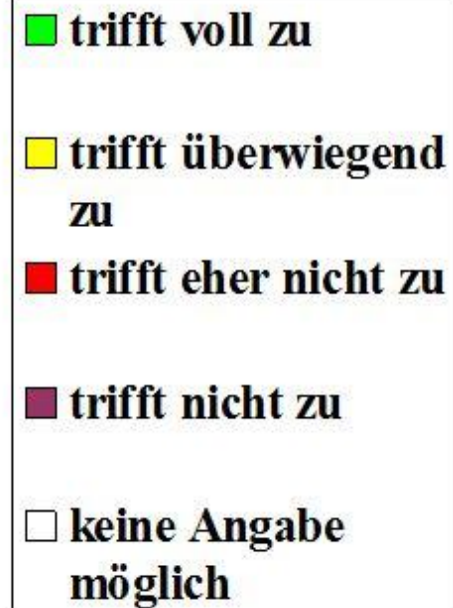 trifft voll zu
trifft überwiegend
zu
trifft eher nicht zu
trifft nicht zu
keine Angabe
möglich